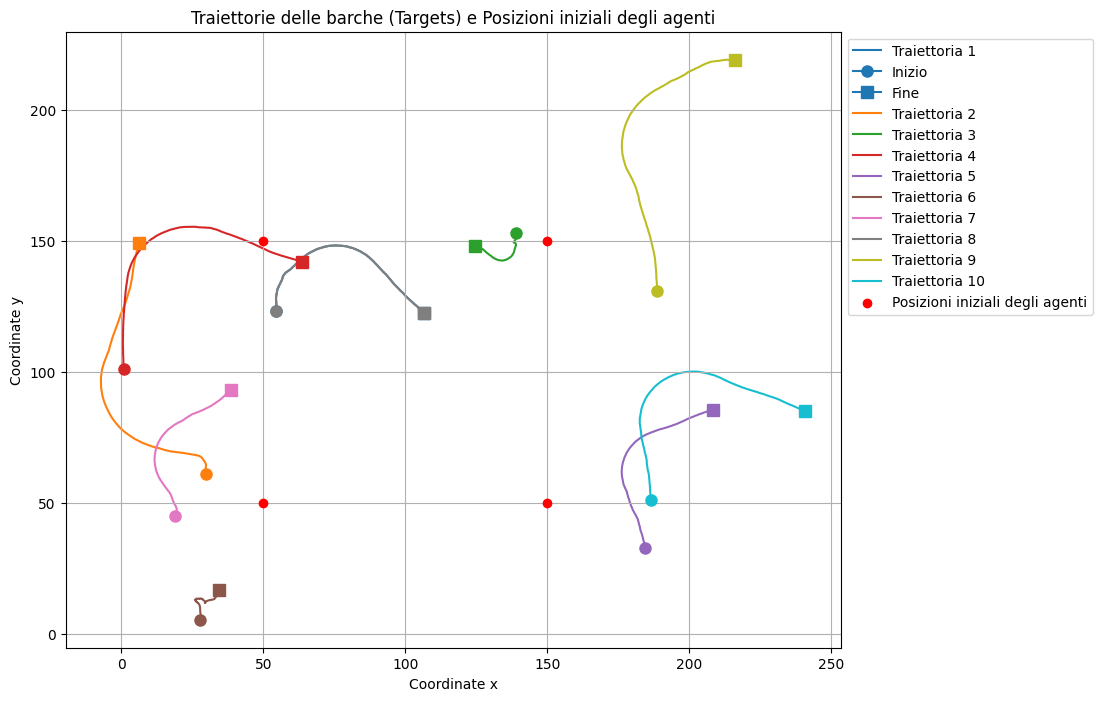 Traiettorie delle barche (Targets) e Posizioni iniziali degli agenti
Coordinate y
200
150
100
50
0
0
50
100
150
200
250
Coordinate x
Traiettoria 1
Inizio
Fine
Traiettoria 2
Traiettoria 3
Traiettoria 4
Traiettoria 5
Traiettoria 6
Traiettoria 7
Traiettoria 8
Traiettoria 9
Traiettoria 10
Posizioni iniziali degli agenti